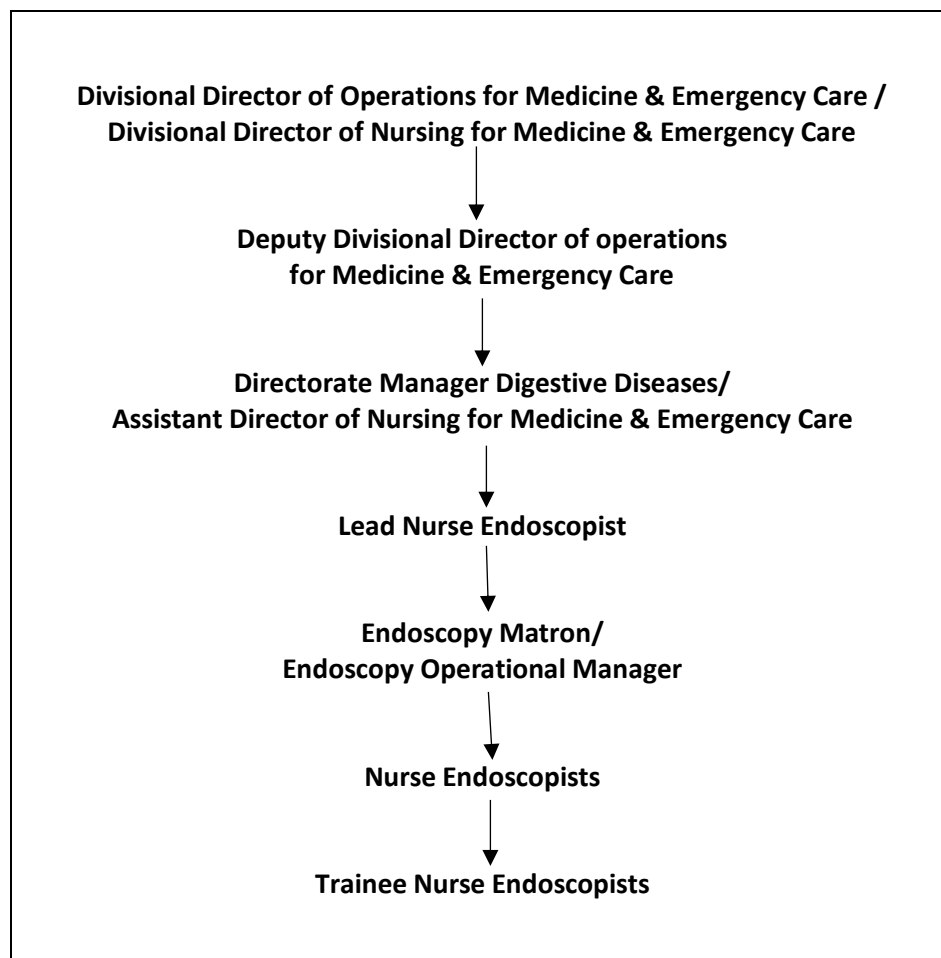 Divisional Director of Operations for Medicine & Emergency Care /
Divisional Director of Nursing for Medicine & Emergency Care
Deputy Divisional Director of operations
for Medicine & Emergency Care
Directorate Manager Digestive Diseases/
Assistant Director of Nursing for Medicine & Emergency Care
Lead Nurse Endoscopist
Endoscopy Matron/
Endoscopy Operational Manager
Nurse Endoscopists
Trainee Nurse Endoscopists